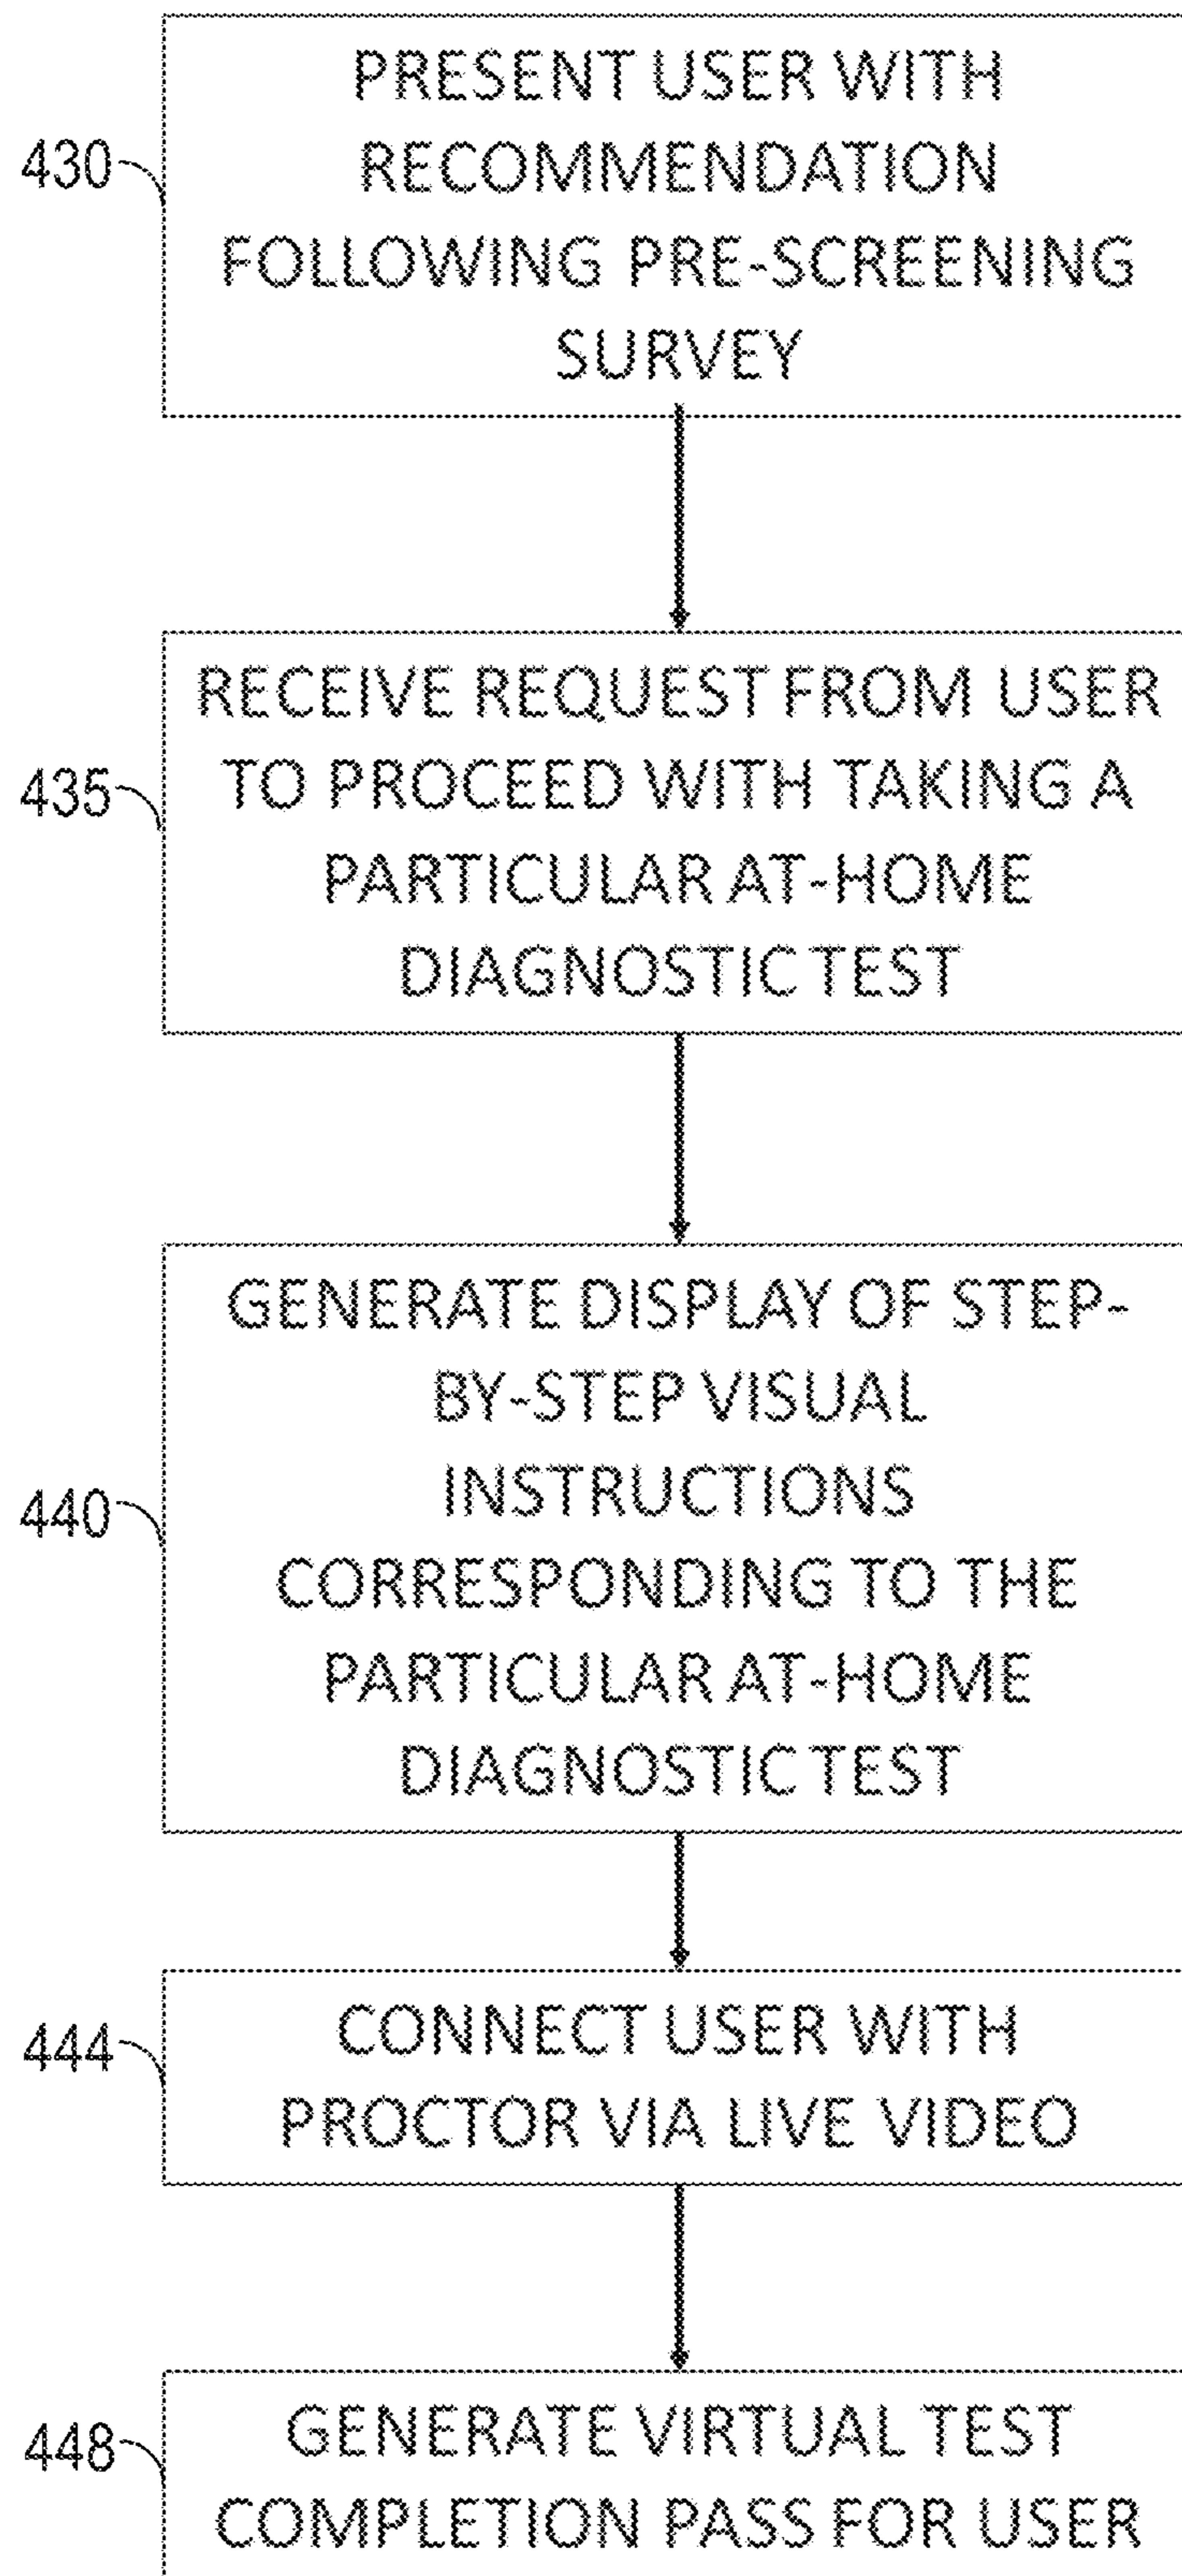 PRESENT USER WITH
430
RECOMMENDATION
FOLLOWING PRE-SCREENING
SURVEY
RECEIVE REQUEST FROM USER
435
TO PROCEED WITH TAKING A
PARTICULAR AT-HOME
DIAGNOSTIC TEST
GENERATE DISPLAY OF STEP-
BY-STEP VISUAL
INSTRUCTIONS
440
CORRESPONDING TO THE
PARTICULAR AT-HOME
DIAGNOSTIC TEST
CONNECT USER WITH
444
PROCTOR VIA LIVE VIDEO
GENERATE VIRTUAL TEST
448
COMPLETION PASS FOR USER